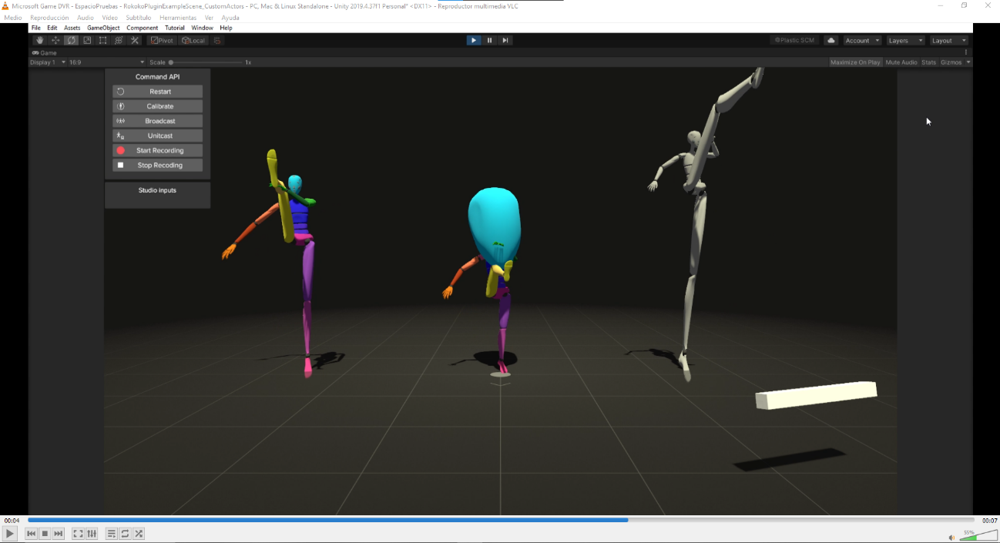 Microsoft Game DVR - EspacioPruebas - RokokoPluginExampleScene_CustomActors - PC, Mac & Linux Standalone - Unity 2019.4.37f1 Personal* <DX11> - Reproductor multimedia VLC
Medio Reproducción Audio Vídeo Subtítulo Herramientas Ver Ayuda
File Edit Assets GameObject Component Tutorial Window Help
Pivot Local Plastic SCM Account Layers Layout
Game
Display 1 16:9 Scale 1x Maximize On Play Mute Audio Stats Gizmos
Command API
Restart
Calibrate
Broadcast
Unitcast
Start Recording
Stop Recoding
Studio inputs
00:04 00:07
55%